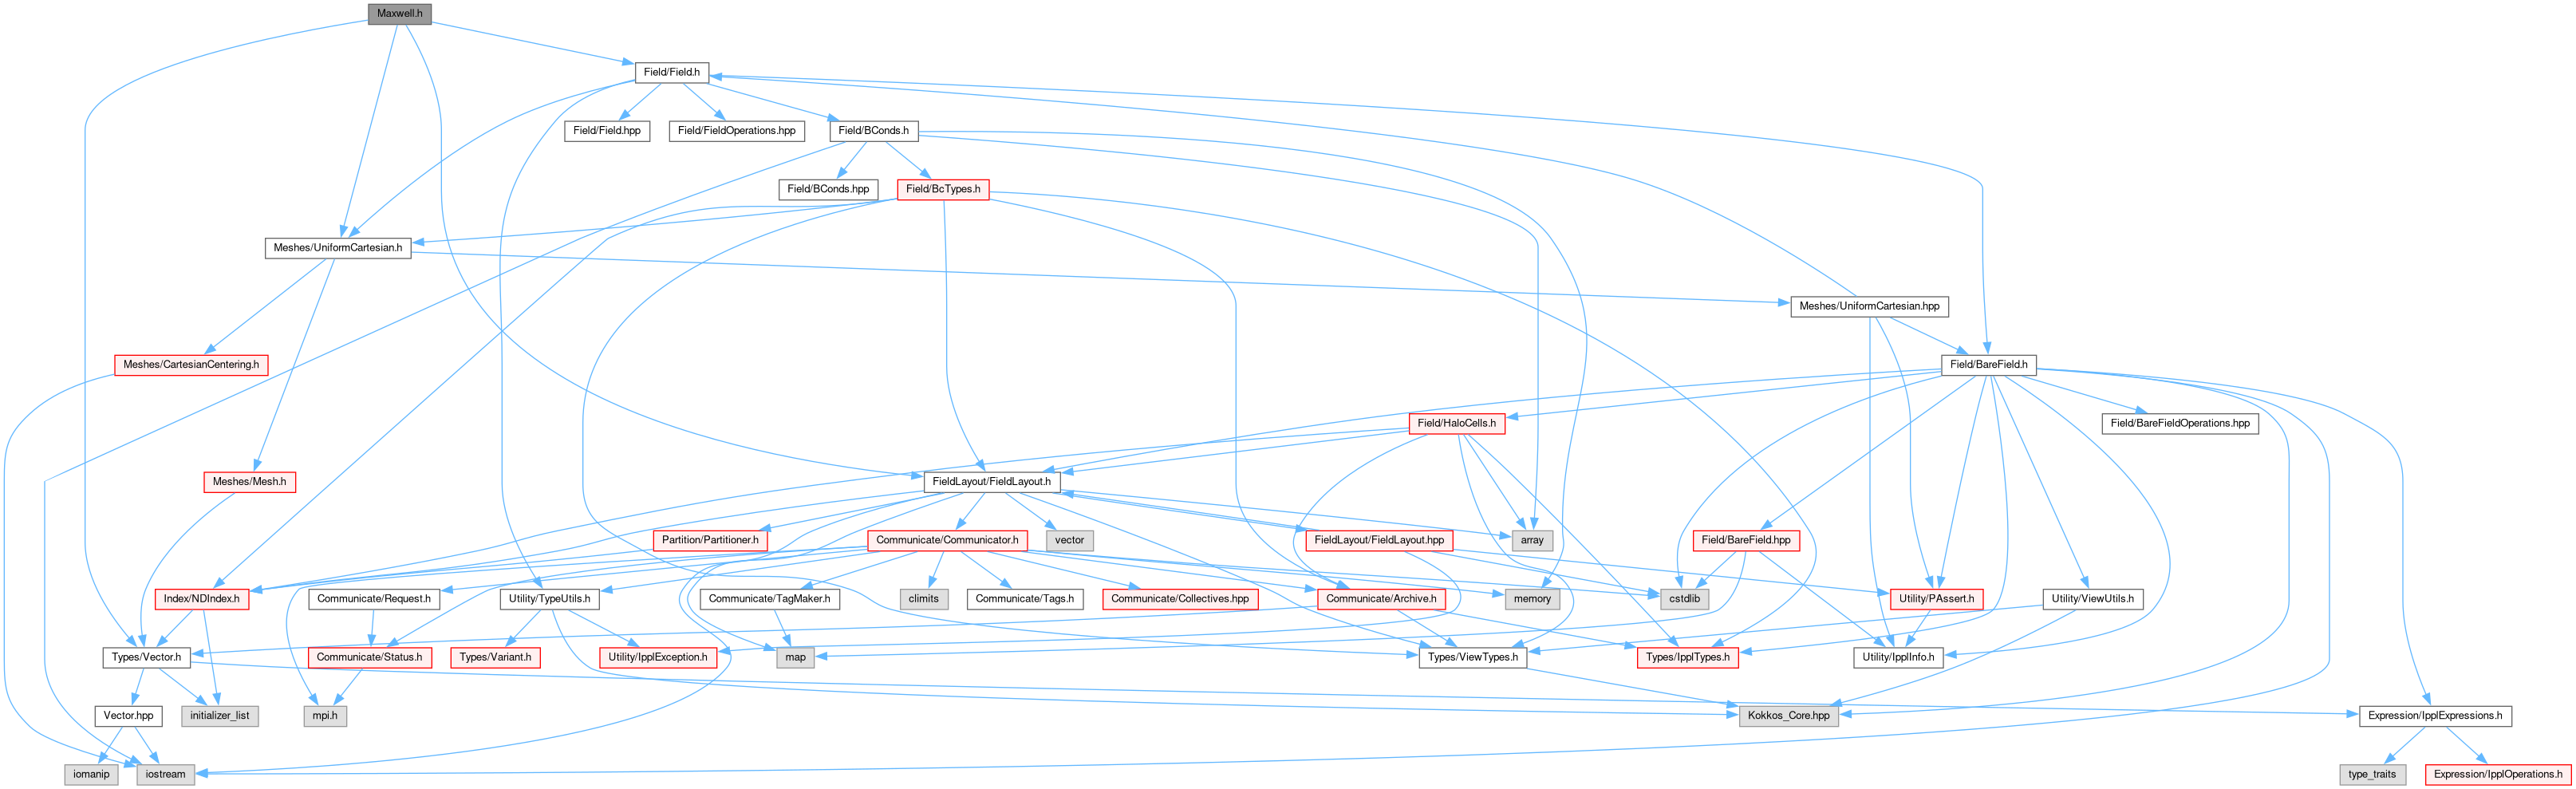 Maxwell.h
Field/Field.h
Field/Field.hpp
Field/FieldOperations.hpp
Field/BConds.h
Field/BConds.hpp
Field/BcTypes.h
Meshes/UniformCartesian.h
Meshes/UniformCartesian.hpp
Meshes/CartesianCentering.h
Field/BareField.h
Field/HaloCells.h
Field/BareFieldOperations.hpp
Meshes/Mesh.h
FieldLayout/FieldLayout.h
Partition/Partitioner.h
Communicate/Communicator.h
vector
FieldLayout/FieldLayout.hpp
array
Field/BareField.hpp
Index/NDIndex.h
Communicate/Request.h
Utility/TypeUtils.h
Communicate/TagMaker.h
climits
Communicate/Tags.h
Communicate/Collectives.hpp
Communicate/Archive.h
memory
cstdlib
Utility/PAssert.h
Utility/ViewUtils.h
Types/Vector.h
Communicate/Status.h
Types/Variant.h
Utility/IpplException.h
map
Types/ViewTypes.h
Types/IpplTypes.h
Utility/IpplInfo.h
Vector.hpp
initializer_list
mpi.h
Kokkos_Core.hpp
Expression/IpplExpressions.h
iomanip
iostream
type_traits
Expression/IpplOperations.h